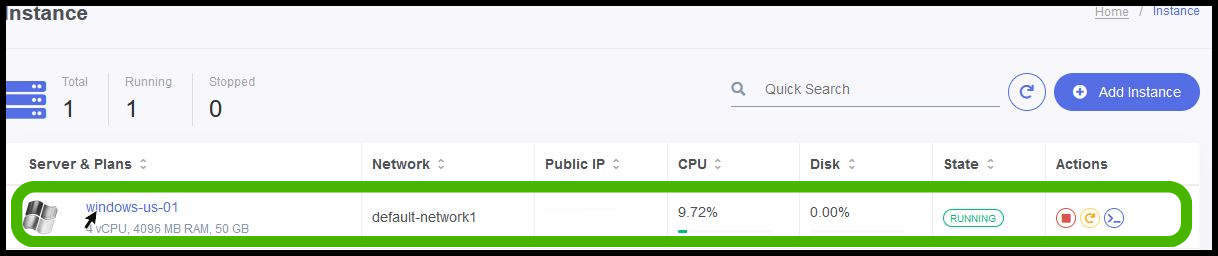 Instance
Home / Instance
Total Running Stopped
1 1 0
Quick Search
Add Instance
Server & Plans Network Public IP CPU Disk State Actions
windows-us-01
4 vCPU, 4096 MB RAM, 50 GB
default-network1
9.72%
0.00%
RUNNING